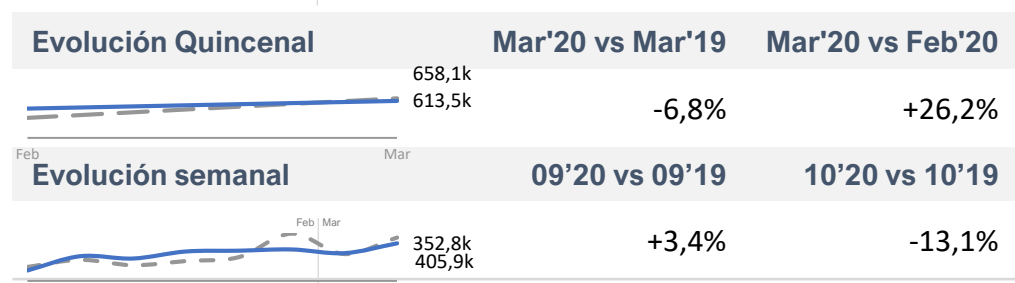 Evolución Quincenal Mar'20 vs Mar'19 Mar'20 vs Feb'20
658,1k
613,5k
-6,8% +26,2%
Feb Mar
Evolución semanal 09’20 vs 09’19 10’20 vs 10’19
Feb Mar
352,8k
405,9k
+3,4% -13,1%